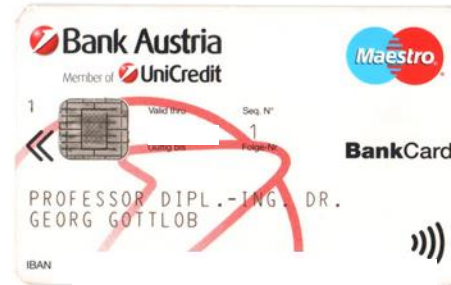 Bank Austria
Member of UniCredit
Maestro
1
Valid thru
Seq. N°
1
Gültig bis
Folge-Nr.
BankCard
PROFESSOR DIPL.-ING. DR.
GEORG GOTTLOB
IBAN